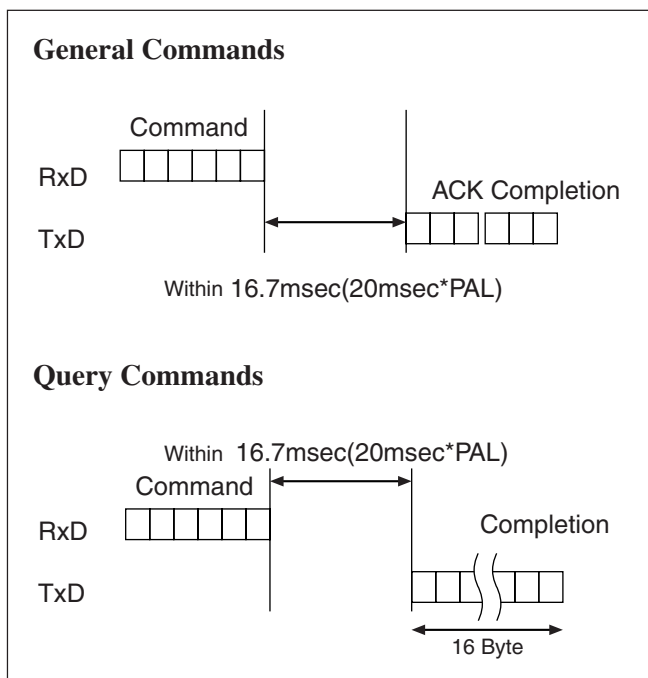 General Commands
Command
RxD
ACK Completion
TxD
Within 16.7msec(20msec*PAL)
Query Commands
Within 16.7msec(20msec*PAL)
Command
RxD
Completion
TxD
16 Byte